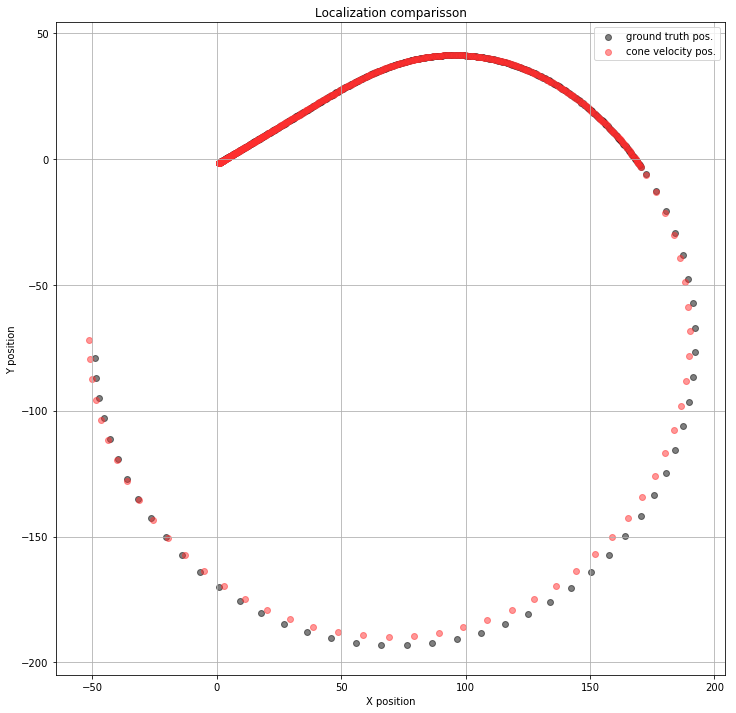 Localization comparisson
ground truth pos.
cone velocity pos.
Y position
50
0
−50
−100
−150
−200
−50
0
50
100
150
200
X position